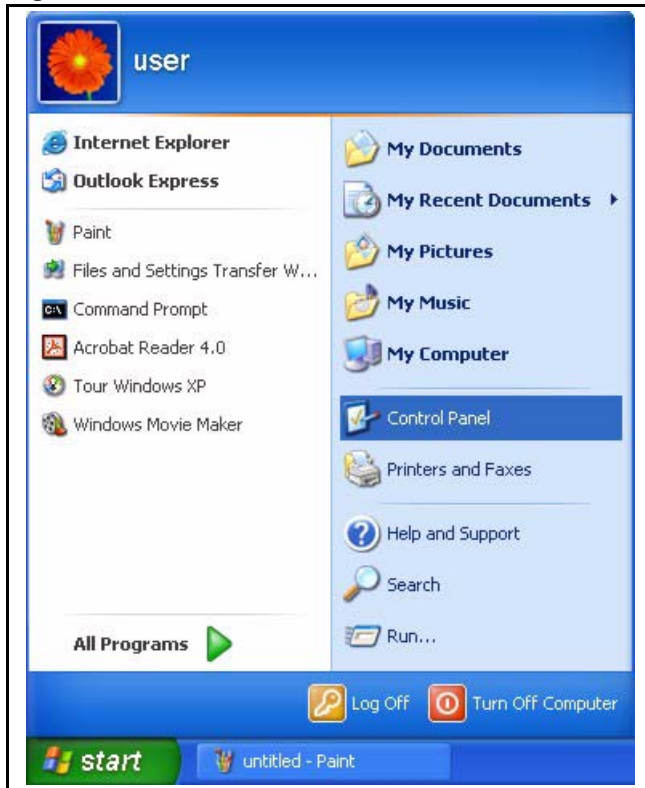 user
Internet Explorer
Outlook Express
Paint
Files and Settings Transfer W...
C:\
Command Prompt
Acrobat Reader 4.0
Tour Windows XP
Windows Movie Maker
All Programs
My Documents
My Recent Documents
My Pictures
My Music
My Computer
Control Panel
Printers and Faxes
Help and Support
Search
Run...
Log Off
Turn Off Computer
start
untitled - Paint